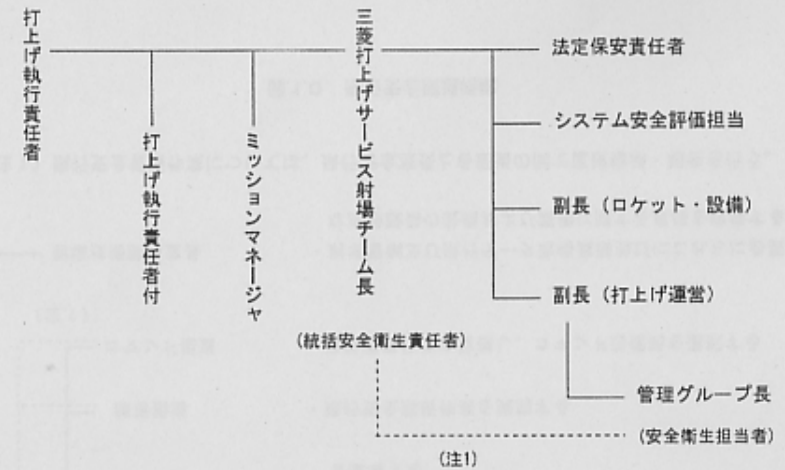 打上げ執行責任者
打上げ執行責任者付
ミッションマネージャ
三菱打上げサービス射場チーム長
(統括安全衛生責任者)
法定保安責任者
システム安全評価担当
副長（ロケット・設備）
副長（打上げ運営）
管理グループ長
(安全衛生担当者)
(注1)